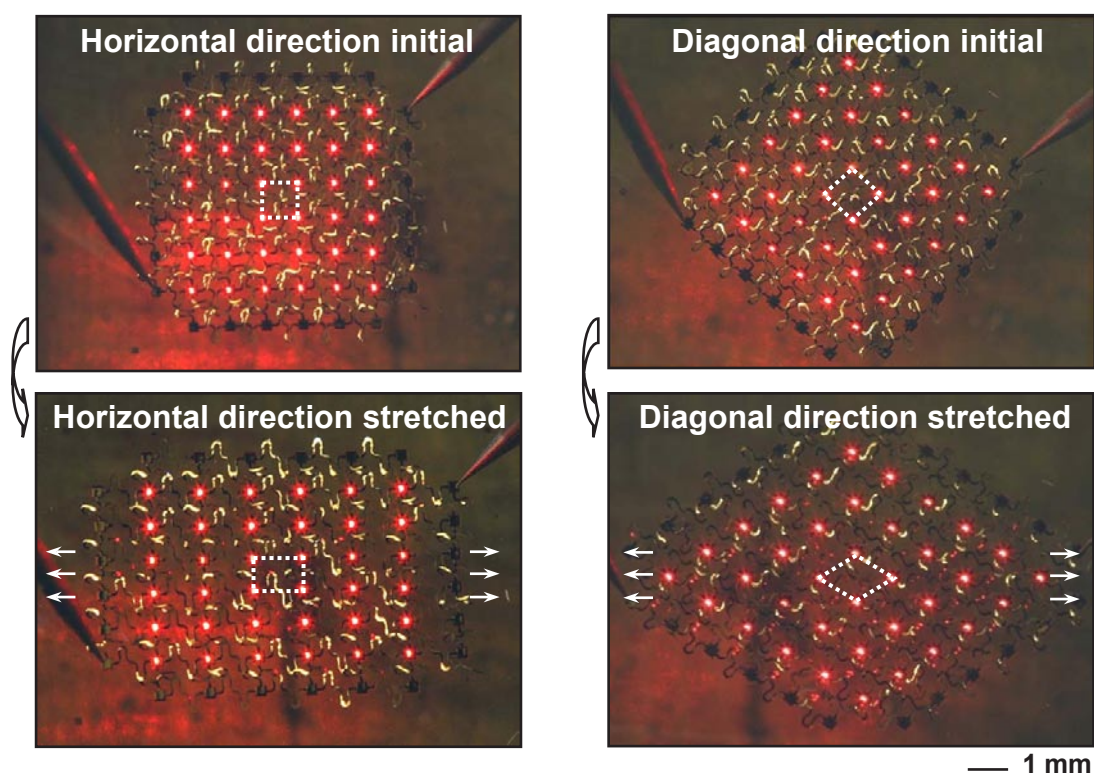 Horizontal direction initial
Diagonal direction initial
Horizontal direction stretched
Diagonal direction stretched
1 mm